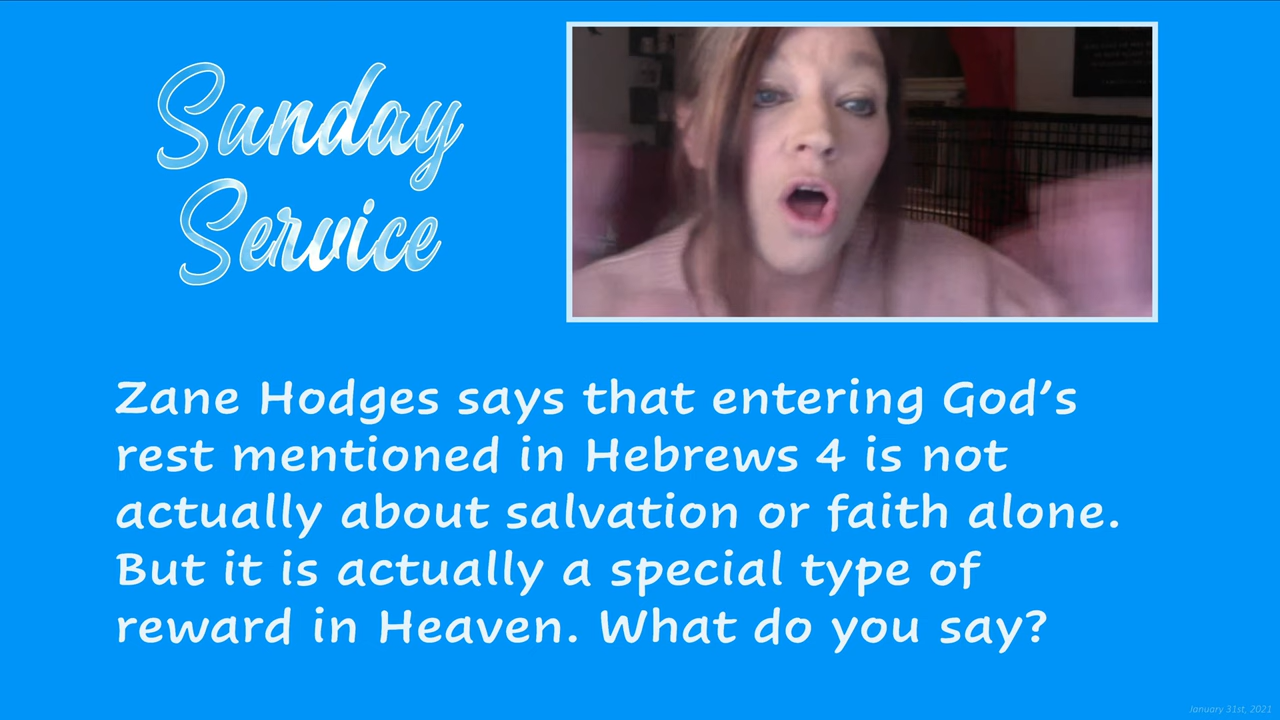 Sunday
Service
Zane Hodges says that entering God’s
rest mentioned in Hebrews 4 is not
actually about salvation or faith alone.
But it is actually a special type of
reward in Heaven. What do you say?
January 31st, 2021